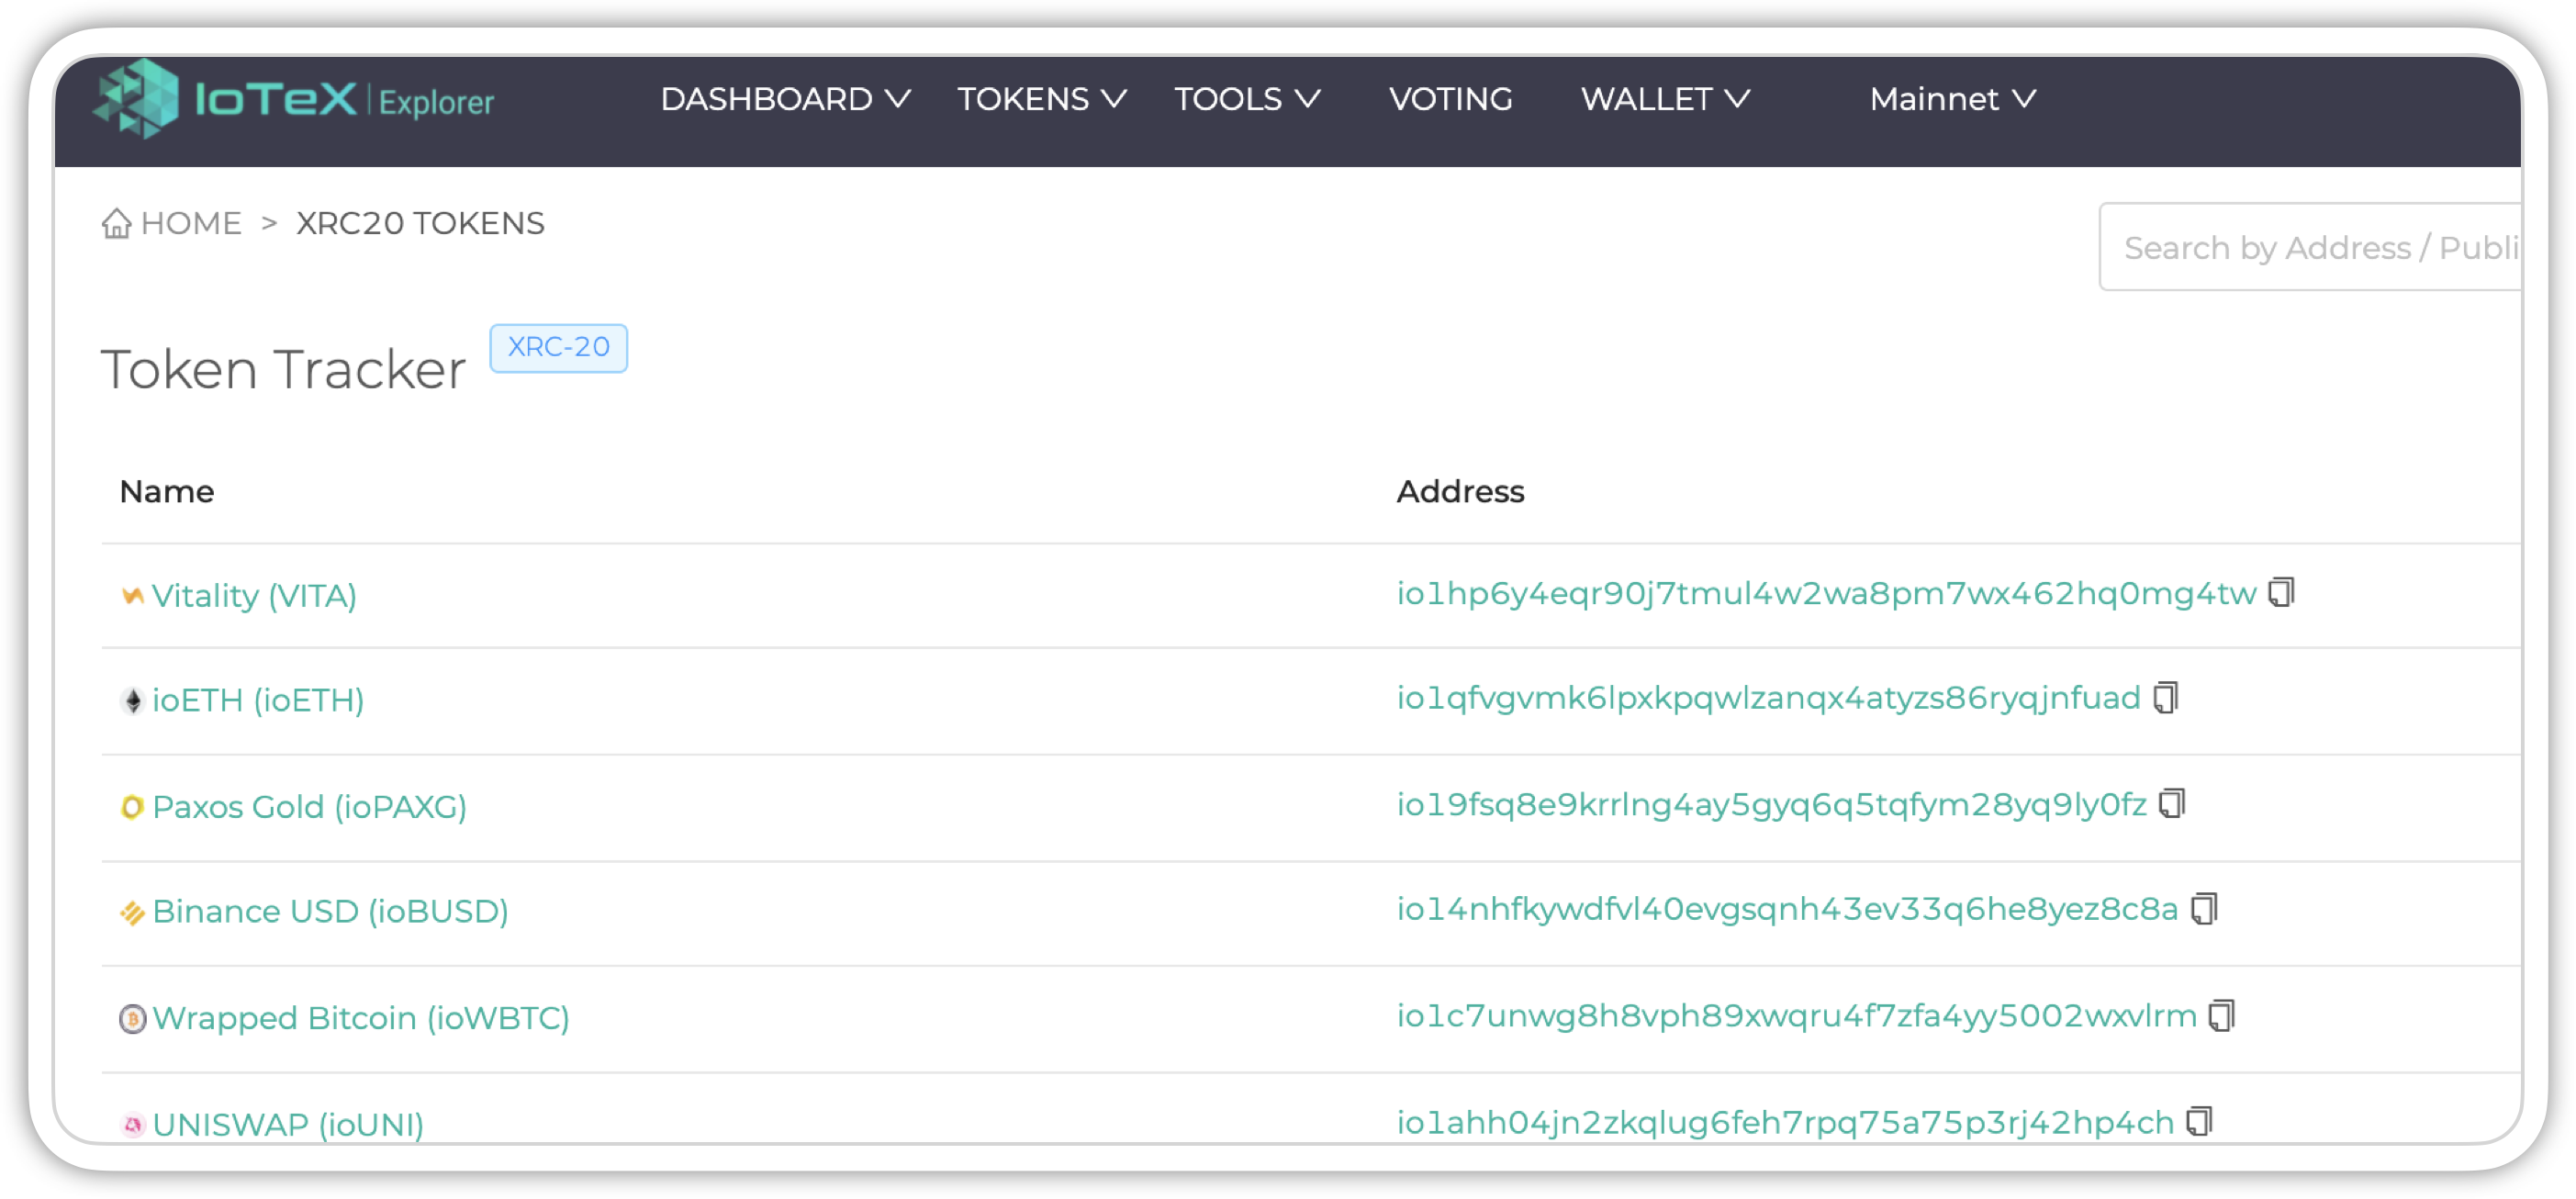 IoTeX | Explorer DASHBOARD TOKENS TOOLS VOTING WALLET Mainnet
HOME > XRC20 TOKENS
Search by Address / Publi
Token Tracker XRC-20
Name Address
Vitality (VITA) io1hp6y4eqr90j7tmul4w2wa8pm7wx462hq0mg4tw
ioETH (ioETH) io1qfvgvmk6lpxkpqwlzanqx4atyzs86ryqjnfuad
Paxos Gold (ioPAXG) io19fsq8e9krrlng4ay5gyq6q5tqfym28yq9ly0fz
Binance USD (ioBUSD) io14nhfkywdfvl40evgsqnh43ev33q6he8yez8c8a
Wrapped Bitcoin (ioWBTC) io1c7unwg8h8vph89xwqru4f7zfa4yy5002wxvlrm
UNISWAP (ioUNI) io1ahh04jn2zkqlug6feh7rpq75a75p3rj42hp4ch